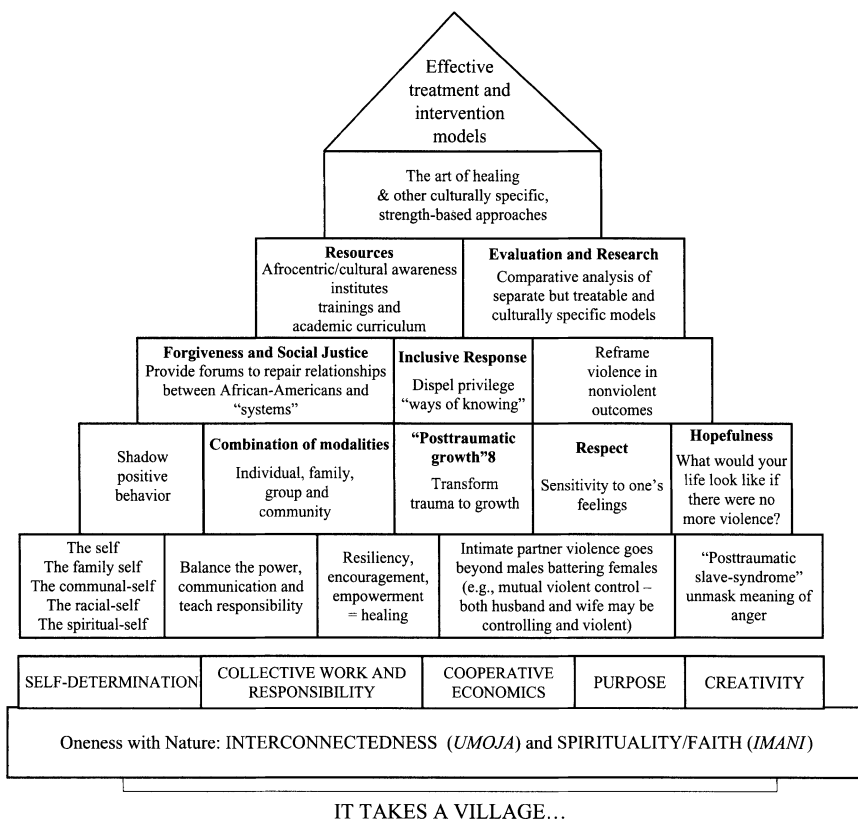 Effective
treatment and
intervention
models
The art of healing
& other culturally specific,
strength-based approaches
Resources
Afrocentric/cultural awareness
institutes
trainings and
academic curriculum
Evaluation and Research
Comparative analysis of
separate but treatable and
culturally specific models
Forgiveness and Social Justice
Provide forums to repair relationships
between African-Americans and
“systems”
Inclusive Response
Dispel privilege
“ways of knowing”
Reframe
violence in
nonviolent
outcomes
Shadow
positive
behavior
Combination of modalities
Individual, family,
group and
community
“Posttraumatic
growth”8
Transform
trauma to growth
Respect
Sensitivity to one’s
feelings
Hopefulness
What would your
life look like if
there were no
more violence?
The self
The family self
The communal-self
The racial-self
The spiritual-self
Balance the power,
communication and
teach responsibility
Resiliency,
encouragement,
empowerment
= healing
Intimate partner violence goes
beyond males battering females
(e.g., mutual violent control –
both husband and wife may be
controlling and violent)
“Posttraumatic
slave-syndrome”
unmask meaning of
anger
SELF-DETERMINATION
COLLECTIVE WORK AND
RESPONSIBILITY
COOPERATIVE
ECONOMICS
PURPOSE
CREATIVITY
Oneness with Nature: INTERCONNECTEDNESS (UMOJA) and SPIRITUALITY/FAITH (IMANI)
IT TAKES A VILLAGE…